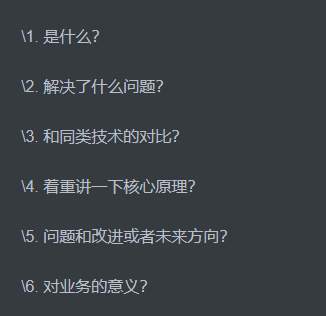 \1. 是什么?
\2. 解决了什么问题?
\3. 和同类技术的对比?
\4. 着重讲一下核心原理?
\5. 问题和改进或者未来方向?
\6. 对业务的意义?